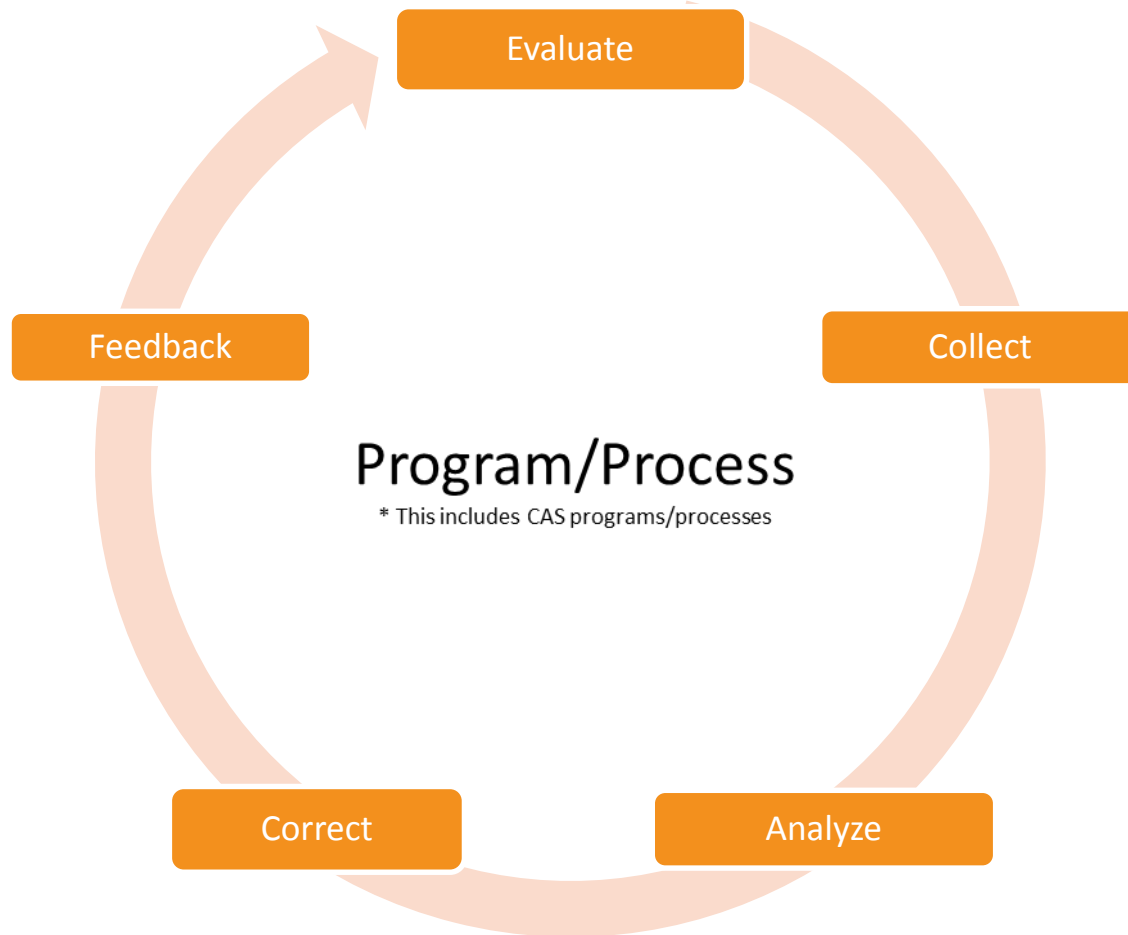 Evaluate
Feedback
Collect
Program/Process
* This includes CAS programs/processes
Correct
Analyze